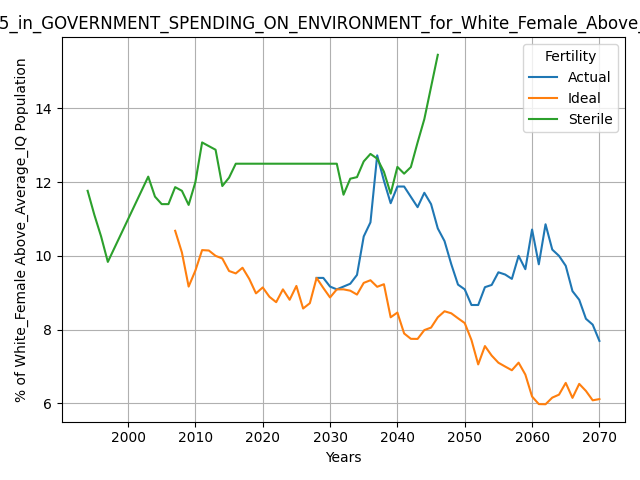 5_in_GOVERNMENT_SPENDING_ON_ENVIRONMENT_for_White_Female_Above_
% of White_Female Above_Average_IQ Population
14
12
10
8
6
Fertility
Actual
Ideal
Sterile
2000 2010 2020 2030 2040 2050 2060 2070
Years